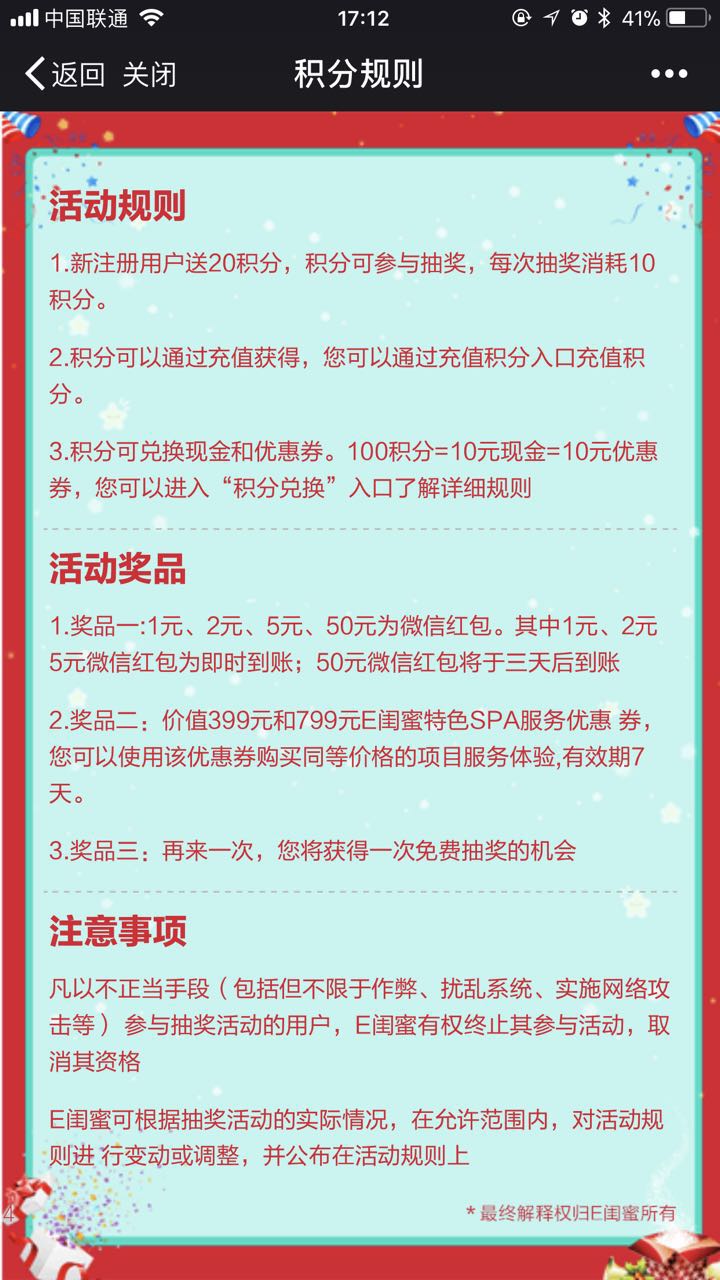 中国联通 17:12 41%
返回 关闭 积分规则
活动规则
1.新注册用户送20积分，积分可参与抽奖，每次抽奖消耗10
积分。
2.积分可以通过充值获得，您可以通过充值积分入口充值积
分。
3.积分可兑换现金和优惠券。100积分=10元现金=10元优惠
券，您可以进入“积分兑换”入口了解详细规则
活动奖品
1.奖品一:1元、2元、5元、50元为微信红包。其中1元、2元
5元微信红包为即时到账；50元微信红包将于三天后到账
2.奖品二：价值399元和799元E闺蜜特色SPA服务优惠 券，
您可以使用该优惠券购买同等价格的项目服务体验,有效期7
天。
3.奖品三：再来一次，您将获得一次免费抽奖的机会
注意事项
凡以不正当手段（包括但不限于作弊、扰乱系统、实施网络攻
击等）参与抽奖活动的用户，E闺蜜有权终止其参与活动，取
消其资格
E闺蜜可根据抽奖活动的实际情况，在允许范围内，对活动规
则进 行变动或调整，并公布在活动规则上
4
*最终解释权归E闺蜜所有